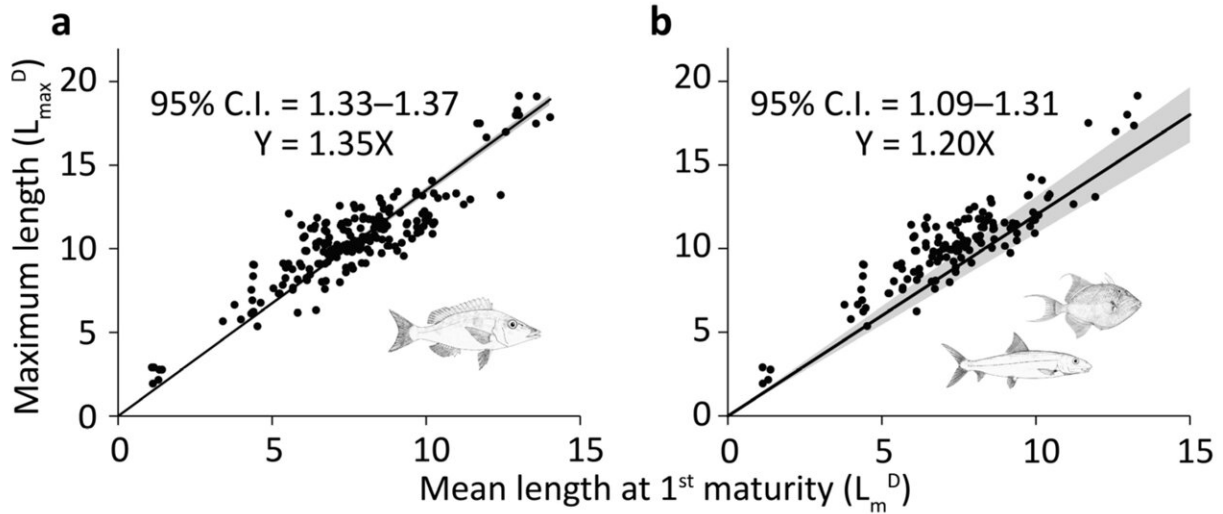 a
Maximum length (Lₘₐₓᴰ)
20
15
10
5
0
95% C.I. = 1.33–1.37
Y = 1.35X
0
5
10
15
b
20
15
10
5
0
95% C.I. = 1.09–1.31
Y = 1.20X
0
5
10
15
Mean length at 1ˢᵗ maturity (Lₘᴰ)